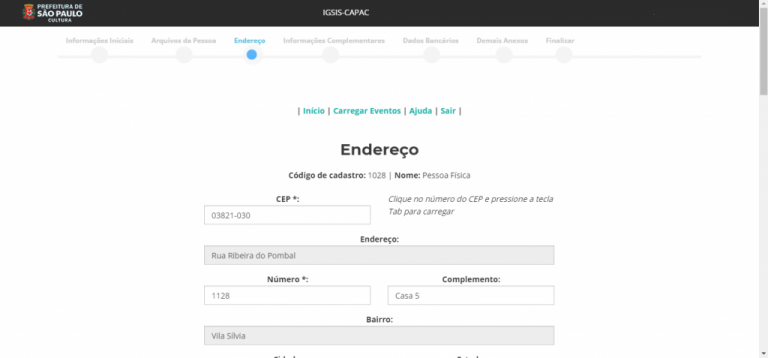 PREFEITURA DE
SÃO PAULO
CULTURA
IGSIS-CAPAC
Informações Iniciais
Arquivos da Pessoa
Endereço
Informações Complementares
Dados Bancários
Demais Anexos
Finalizar
| Início | Carregar Eventos | Ajuda | Sair |
Endereço
Código de cadastro: 1028 | Nome: Pessoa Física
CEP *:
03821-030
Clique no número do CEP e pressione a tecla
Tab para carregar
Endereço:
Rua Ribeira do Pombal
Número *:
Complemento:
1128
Casa 5
Bairro:
Vila Sílvia